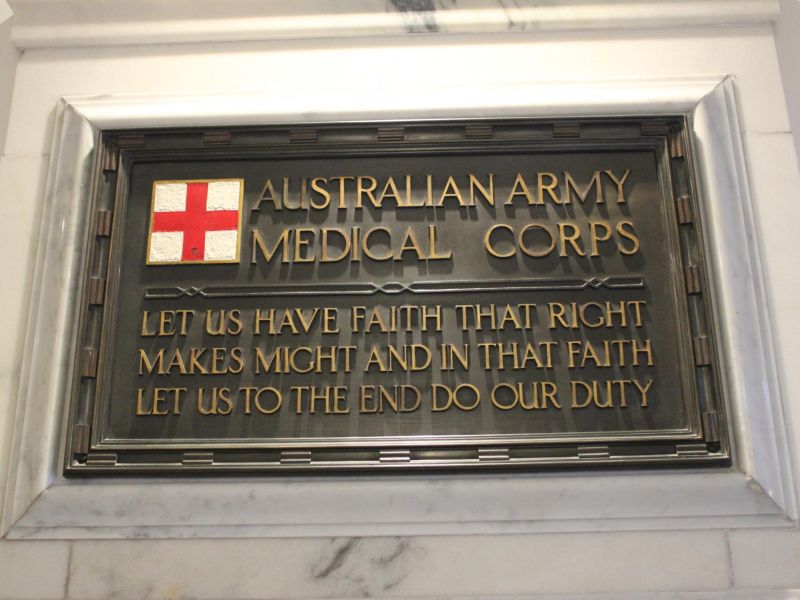 AUSTRALIAN ARMY
MEDICAL CORPS
LET US HAVE FAITH THAT RIGHT
MAKES MIGHT AND IN THAT FAITH
LET US TO THE END DO OUR DUTY